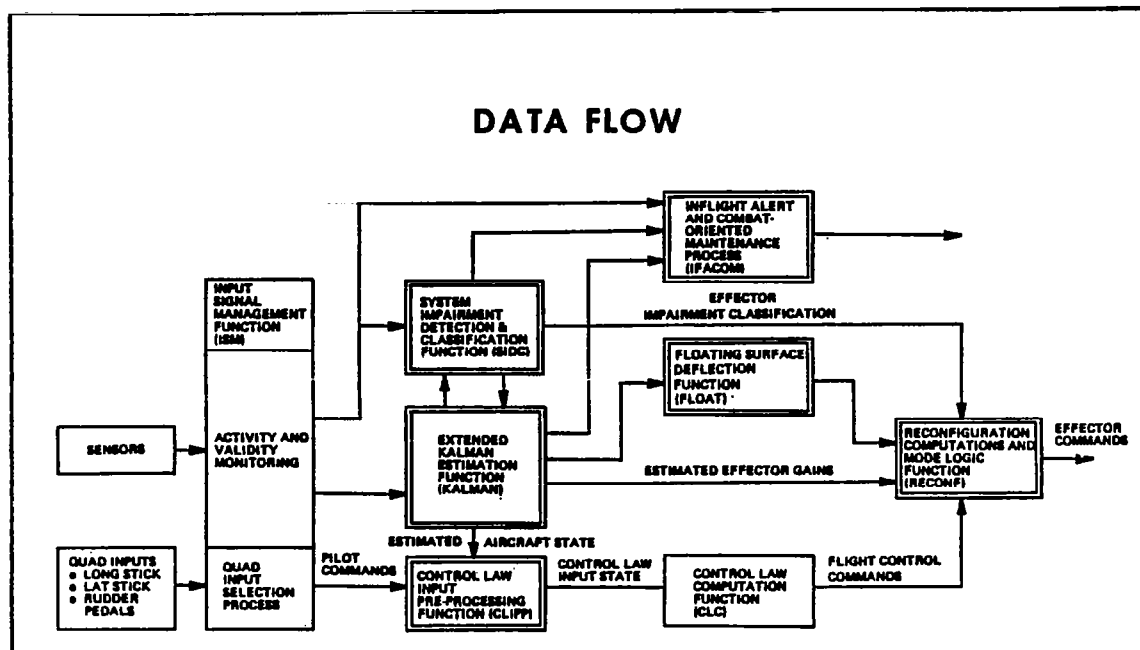 DATA FLOW
INFLIGHT ALERT
AND COMBAT-
ORIENTED
MAINTENANCE
PROCESS
(IFACOM)
INPUT
SIGNAL
MANAGEMENT
FUNCTION
(ISM)
SYSTEM
IMPAIRMENT
DETECTION &
CLASSIFICATION
FUNCTION (SIDC)
EFFECTOR
IMPAIRMENT CLASSIFICATION
FLOATING SURFACE
DEFLECTION
FUNCTION
(FLOAT)
SENSORS
ACTIVITY AND
VALIDITY
MONITORING
EXTENDED
KALMAN
ESTIMATION
FUNCTION
(KALMAN)
ESTIMATED EFFECTOR GAINS
RECONFIGURATION
COMPUTATIONS AND
MODE LOGIC
FUNCTION
(RECONF)
EFFECTOR
COMMANDS
ESTIMATED AIRCRAFT STATE
QUAD INPUTS
● LONG STICK
● LAT STICK
● RUDDER
PEDALS
QUAD
INPUT
SELECTION
PROCESS
PILOT
COMMANDS
CONTROL LAW
INPUT
PRE-PROCESSING
FUNCTION (CLIPP)
CONTROL LAW
INPUT STATE
CONTROL LAW
COMPUTATION
FUNCTION
(CLC)
FLIGHT CONTROL
COMMANDS